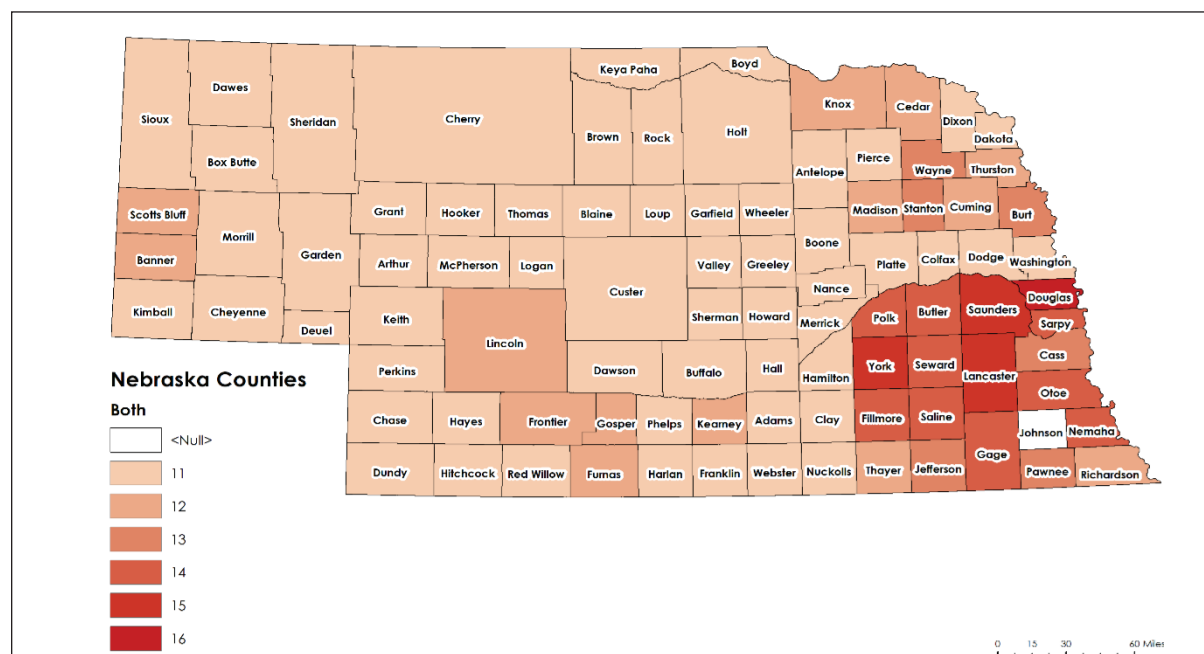 Keya Paha
Boyd
Dawes
Knox
Cedar
Sioux
Sheridan
Cherry
Dixon
Brown
Rock
Holt
Dakota
Box Butte
Pierce
Antelope
Wayne
Thurston
Scotts Bluff
Grant
Hooker
Thomas
Blaine
Loup
Garfield
Wheeler
Madison
Stanton
Cuming
Burt
Morrill
Boone
Garden
Banner
Arthur
McPherson
Logan
Valley
Greeley
Platte
Colfax
Dodge
Washington
Custer
Nance
Douglas
Kimball
Cheyenne
Deuel
Keith
Sherman
Howard
Merrick
Polk
Butler
Saunders
Sarpy
Lincoln
Perkins
Dawson
Buffalo
Hall
Hamilton
York
Seward
Lancaster
Cass
Otoe
Chase
Hayes
Frontier
Gosper
Phelps
Kearney
Adams
Clay
Fillmore
Saline
Johnson
Nemaha
Gage
Dundy
Hitchcock
Red Willow
Furnas
Harlan
Franklin
Webster
Nuckolls
Thayer
Jefferson
Pawnee
Richardson
Nebraska Counties
Both
<Null>
11
12
13
14
15
16
0 15 30 60 Miles